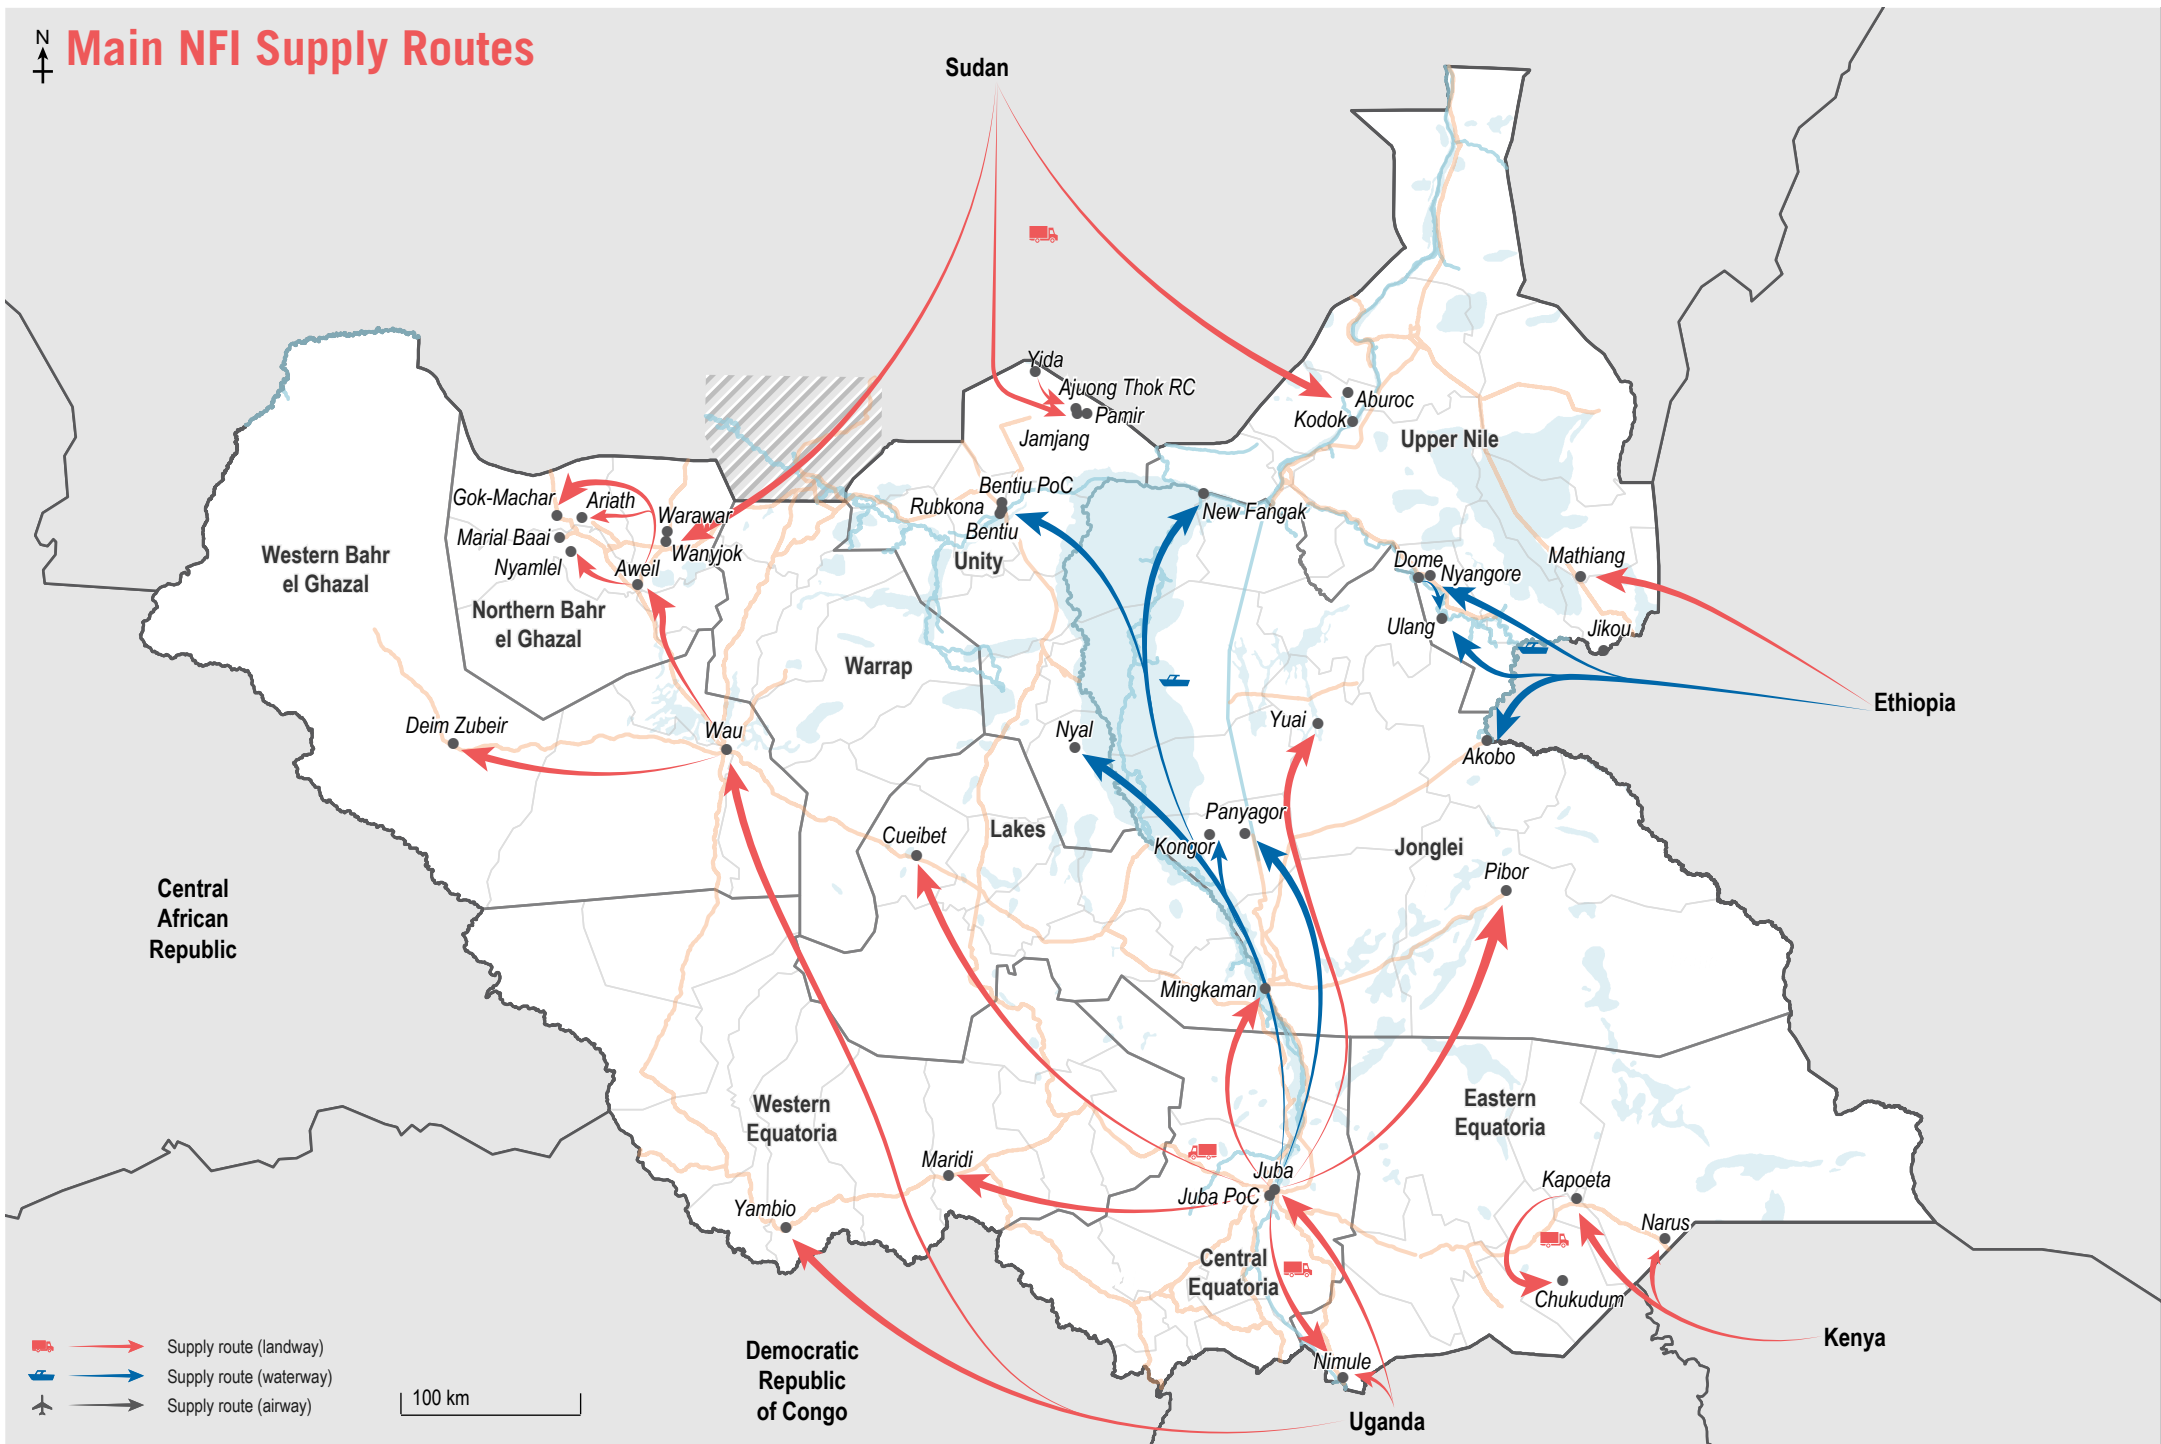 N
Main NFI Supply Routes
Sudan
Yida
Ajuong Thok RC
Pamir
Jamjang
Aburoc
Kodok
Upper Nile
Gok-Machar
Ariath
Warawar
Marial Baai
Wanyjok
Nyamlel
Aweil
Bentiu PoC
Rubkona
Bentiu
Unity
New Fangak
Dome
Nyangore
Mathiang
Ulang
Jikou
Western Bahr
el Ghazal
Northern Bahr
el Ghazal
Warrap
Ethiopia
Deim Zubeir
Wau
Nyal
Yuai
Akobo
Cueibet
Lakes
Panyagor
Kongor
Jonglei
Pibor
Central
African
Republic
Mingkaman
Western
Equatoria
Eastern
Equatoria
Maridi
Juba
Juba PoC
Kapoeta
Yambio
Narus
Central
Equatoria
Chukudum
Kenya
Nimule
Democratic
Republic
of Congo
Uganda
Supply route (landway)
Supply route (waterway)
Supply route (airway)
100 km